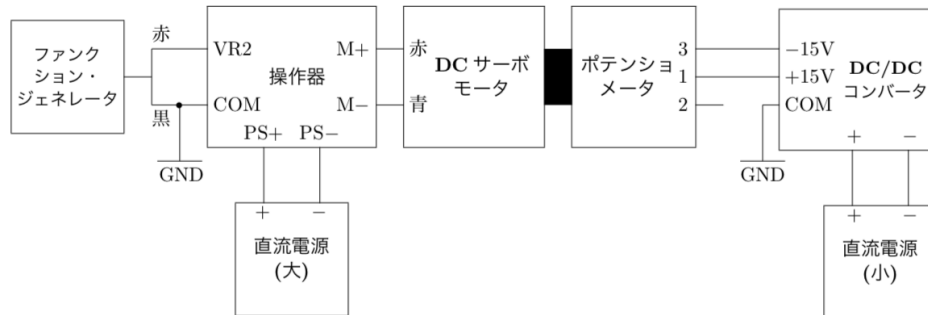 赤
黒
ファンク
ション・
ジェネレータ
VR2
COM
操作器
M+
M−
PS+ PS−
GND
+ −
直流電源
(大)
赤
青
DC サーボ
モータ
ポテンショ
メータ
3
1
2
−15V
+15V
COM
DC/DC
コンバータ
+ −
GND
+ −
直流電源
(小)